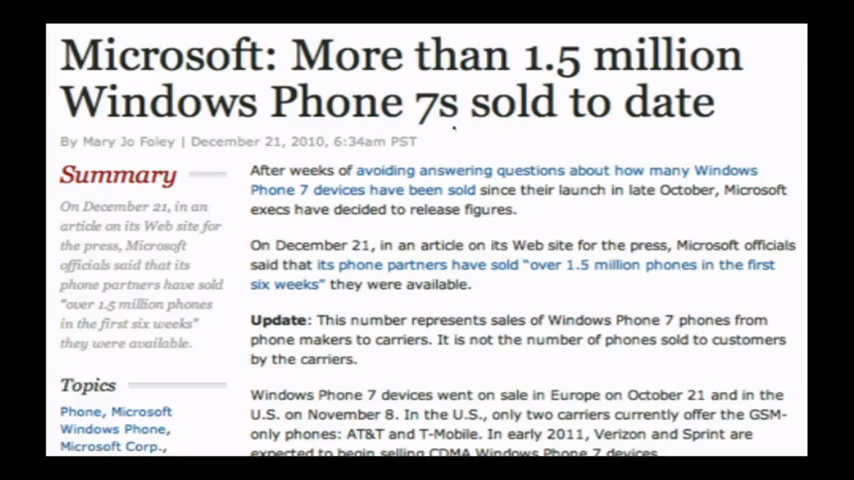 Microsoft: More than 1.5 million
Windows Phone 7s sold to date
By Mary Jo Foley | December 21, 2010, 6:34am PST
Summary
On December 21, in an
article on its Web site for
the press, Microsoft
officials said that its
phone partners have sold
“over 1.5 million phones
in the first six weeks”
they were available.
Topics
Phone, Microsoft
Windows Phone,
Microsoft Corp.,
After weeks of avoiding answering questions about how many Windows
Phone 7 devices have been sold since their launch in late October, Microsoft
execs have decided to release figures.
On December 21, in an article on its Web site for the press, Microsoft officials
said that its phone partners have sold “over 1.5 million phones in the first
six weeks” they were available.
Update: This number represents sales of Windows Phone 7 phones from
phone makers to carriers. It is not the number of phones sold to customers
by the carriers.
Windows Phone 7 devices went on sale in Europe on October 21 and in the
U.S. on November 8. In the U.S., only two carriers currently offer the GSM-
only phones: AT&T and T-Mobile. In early 2011, Verizon and Sprint are
expected to begin selling CDMA Windows Phone 7 devices.